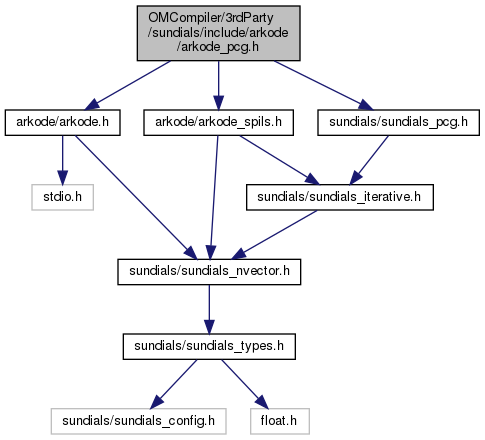 OMCompiler/3rdParty
/sundials/include/arkode
/arkode_pcg.h
arkode/arkode.h
arkode/arkode_spils.h
sundials/sundials_pcg.h
stdio.h
sundials/sundials_iterative.h
sundials/sundials_nvector.h
sundials/sundials_types.h
sundials/sundials_config.h
float.h